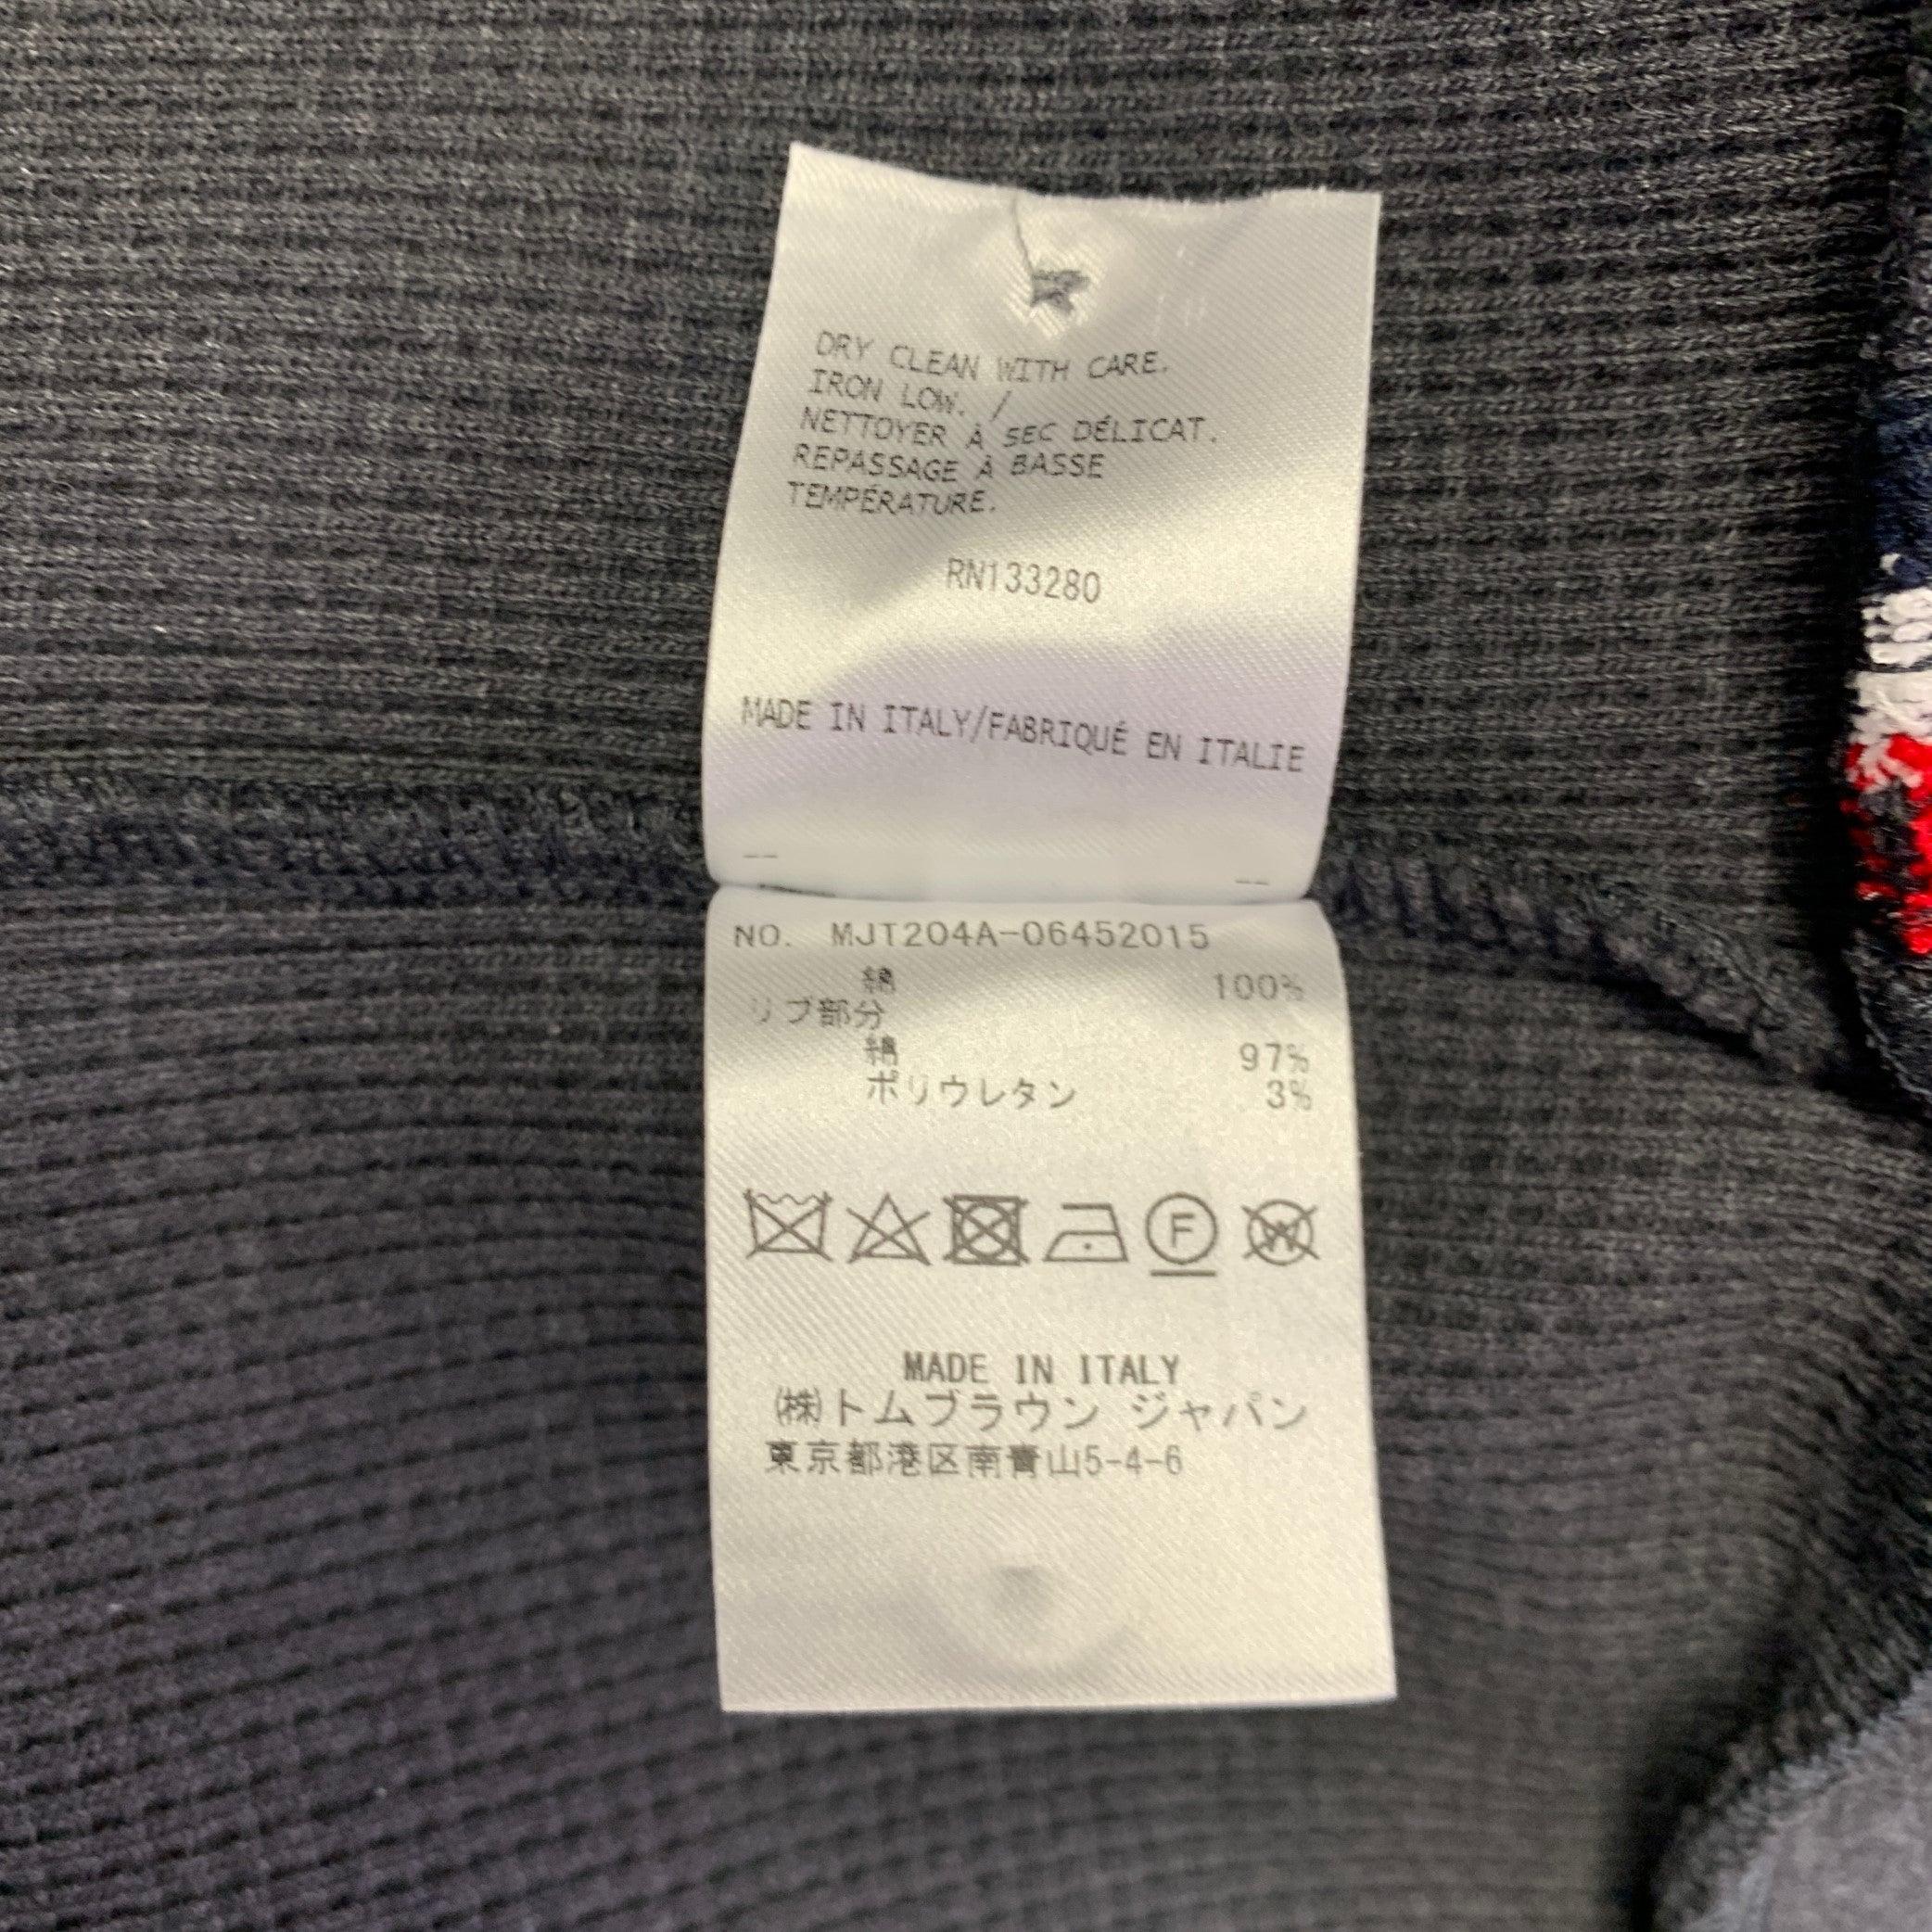 DRY CLEAN WITH CARE.
IRON LOW. /
NETTOYER À SEC DÉLICAT.
REPASSAGE À BASSE
TEMPÉRATURE.
RN133280
MADE IN ITALY/FABRIQUÉ EN ITALIE
NO. MJT204A-06452015
綿 100%
リブ部分
綿 97%
ポリウレタン 3%
F W
MADE IN ITALY
㈱トムブラウン ジャパン
東京都港区南青山5-4-6